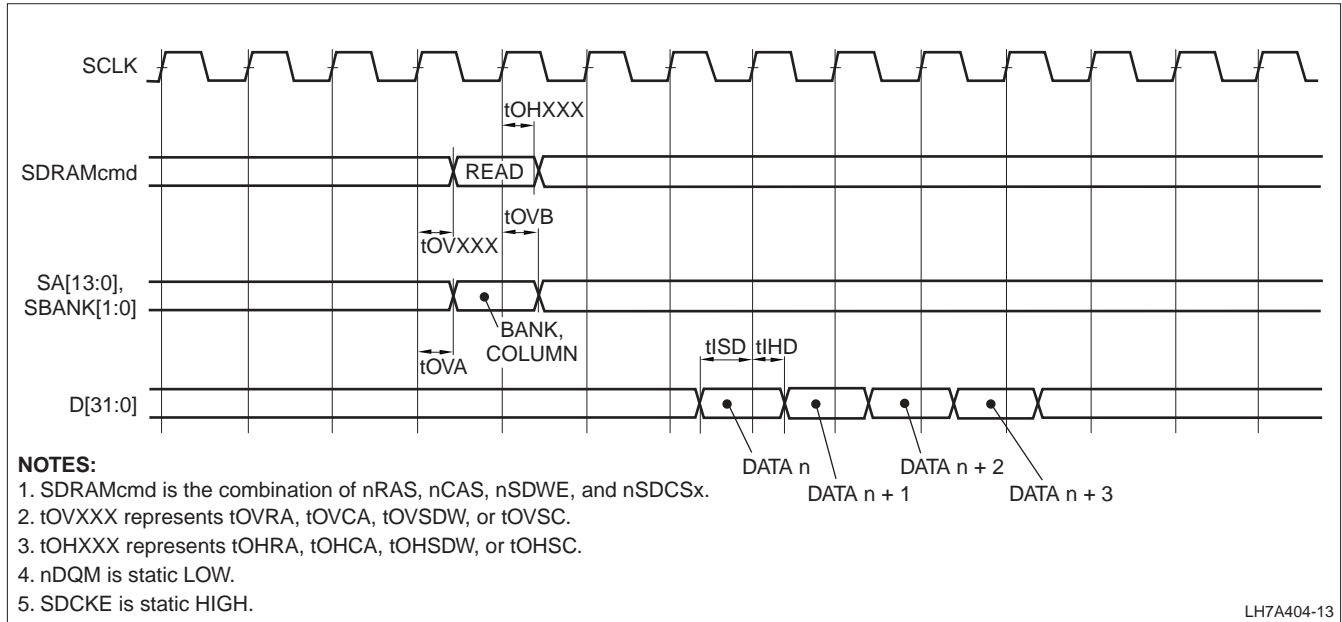 SCLK
tOHXXX
SDRAMcmd
READ
tOVB
tOVXXX
SA[13:0],
SBANK[1:0]
BANK,
COLUMN
tOVA
tISD
tIHD
D[31:0]
DATA n
DATA n + 1
DATA n + 2
DATA n + 3
NOTES:
1. SDRAMcmd is the combination of nRAS, nCAS, nSDWE, and nSDCSx.
2. tOVXXX represents tOVRA, tOVCA, tOVSDW, or tOVSC.
3. tOHXXX represents tOHRA, tOHCA, tOHSDW, or tOHSC.
4. nDQM is static LOW.
5. SDCKE is static HIGH.
LH7A404-13